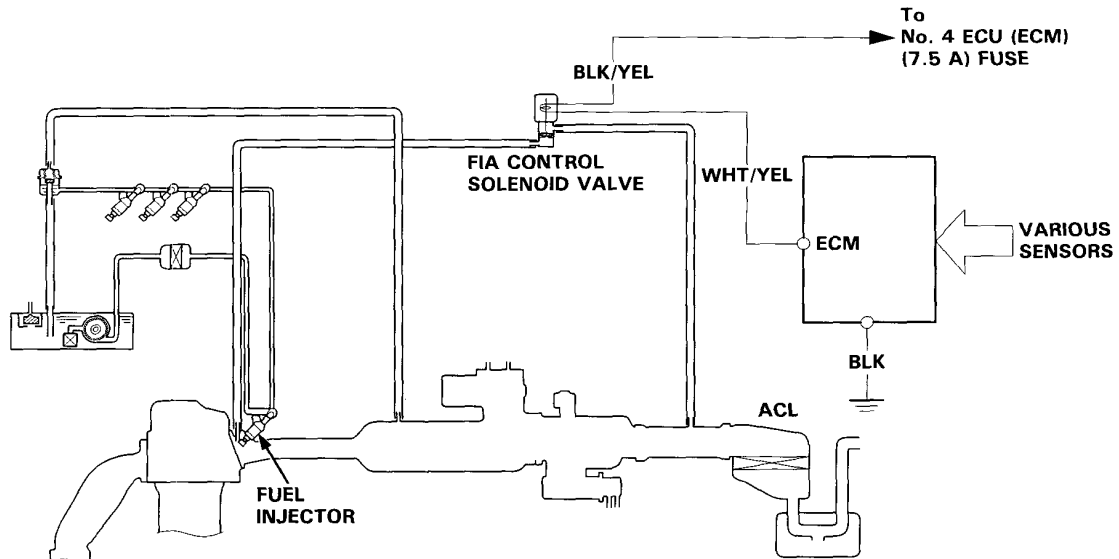 To
No. 4 ECU (ECM)
(7.5 A) FUSE
BLK/YEL
FIA CONTROL
SOLENOID VALVE
WHT/YEL
ECM
VARIOUS
SENSORS
BLK
ACL
FUEL
INJECTOR